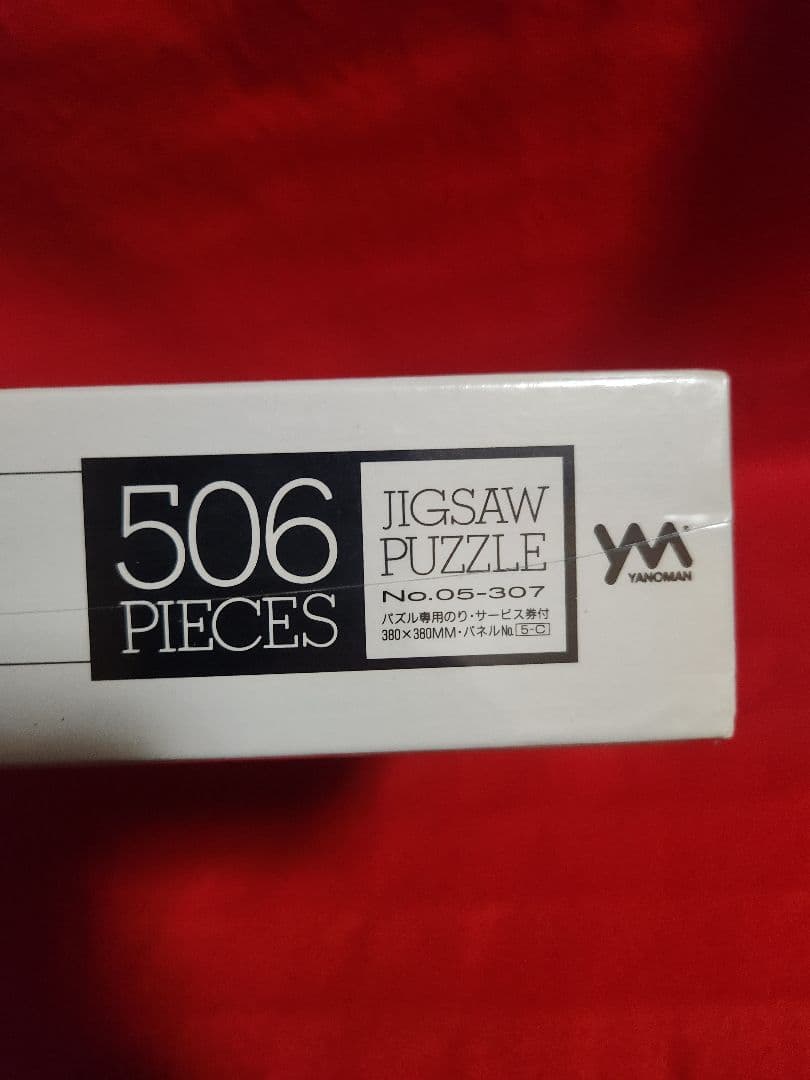 506
PIECES
JIGSAW
PUZZLE
No.05-307
パズル専用のり・サービス券付
380×380MM・パネルNo. 5-C
YM
YANOMAN